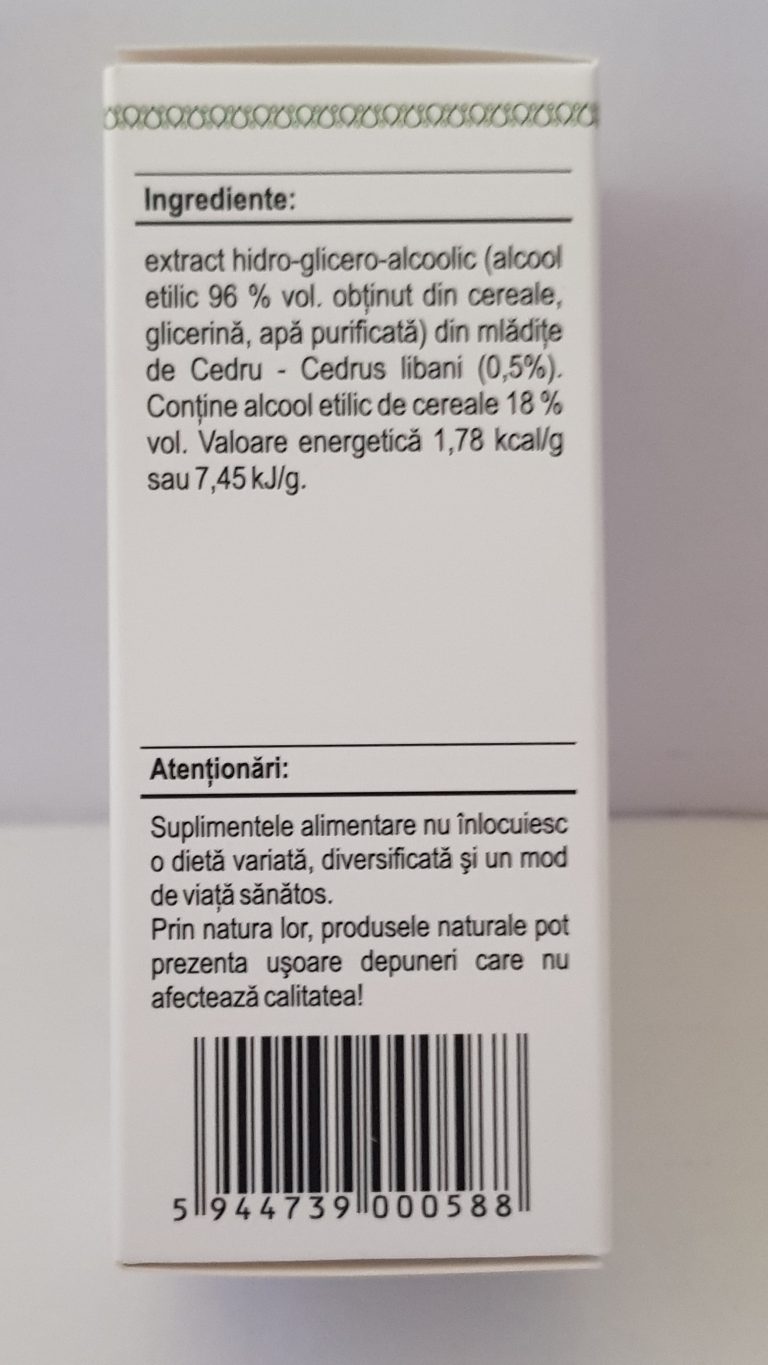 Ingrediente:
extract hidro-glicero-alcoolic (alcool
etilic 96 % vol. obținut din cereale,
glicerină, apă purificată) din mlădițe
de Cedru - Cedrus libani (0,5%).
Conține alcool etilic de cereale 18 %
vol. Valoare energetică 1,78 kcal/g
sau 7,45 kJ/g.
Atenționări:
Suplimentele alimentare nu înlocuiesc
o dietă variată, diversificată şi un mod
de viață sănătos.
Prin natura lor, produsele naturale pot
prezenta uşoare depuneri care nu
afectează calitatea!
5 944739 000588